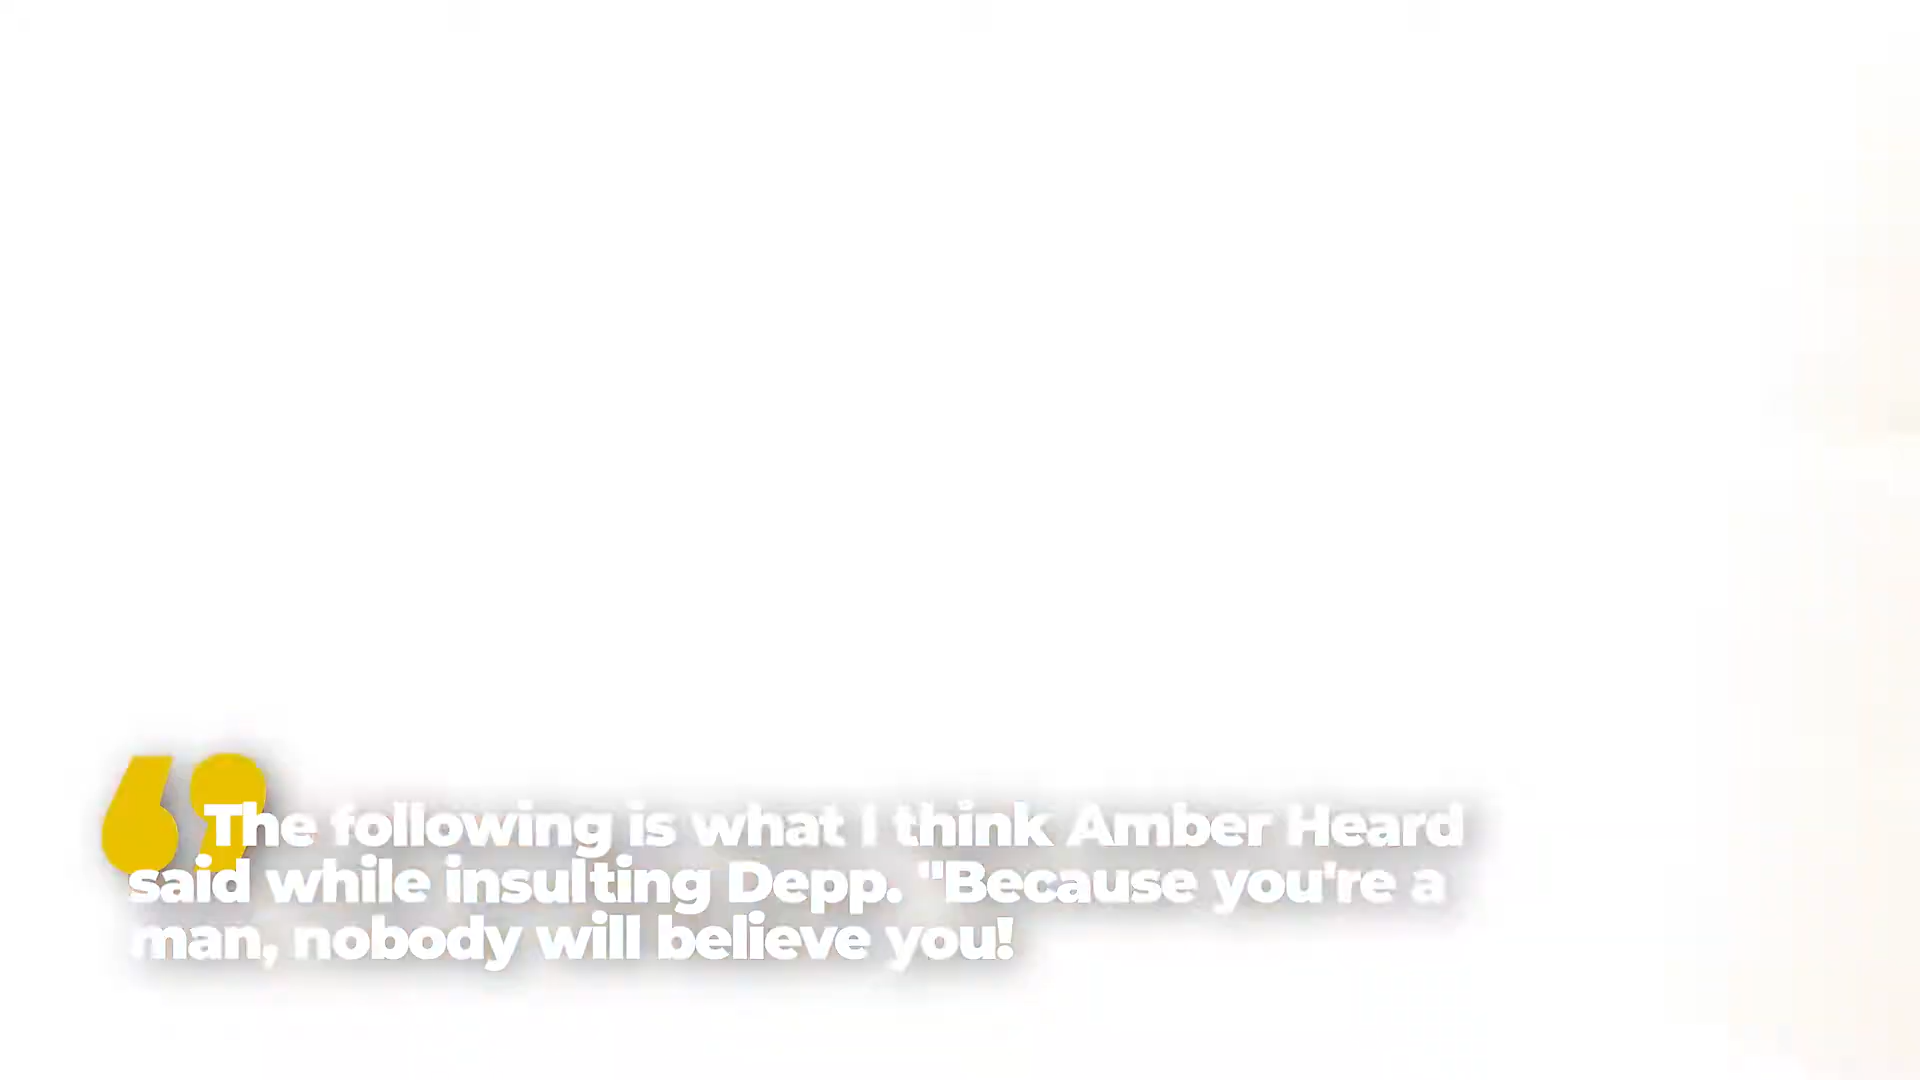 The following is what I think Amber Heard
said while insulting Depp. "Because you're a
man, nobody will believe you!